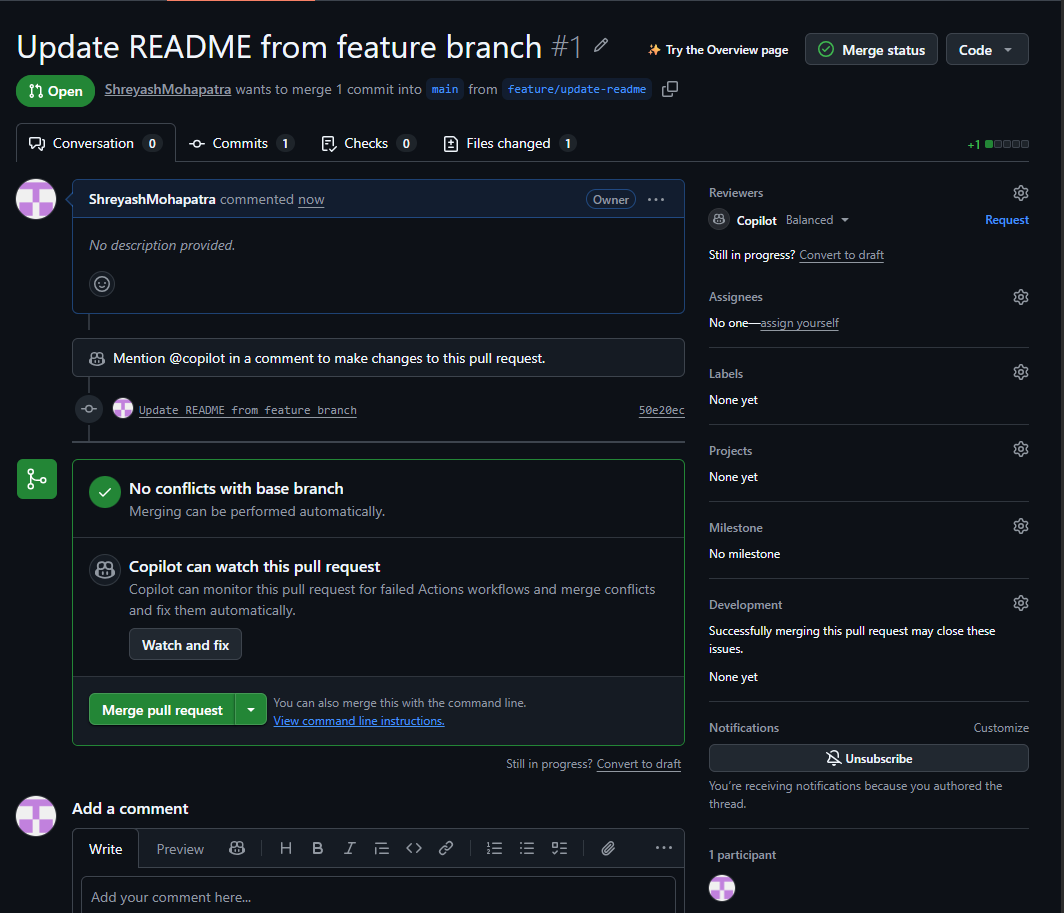 Update README from feature branch #1
Try the Overview page
Merge status
Code
Open
ShreyashMohapatra wants to merge 1 commit into main from feature/update-readme
Conversation 0
Commits 1
Checks 0
Files changed 1
+1
ShreyashMohapatra commented now
Owner
No description provided.
Mention @copilot in a comment to make changes to this pull request.
Update README from feature branch
50e20ec
No conflicts with base branch
Merging can be performed automatically.
Copilot can watch this pull request
Copilot can monitor this pull request for failed Actions workflows and merge conflicts
and fix them automatically.
Watch and fix
Merge pull request
You can also merge this with the command line.
View command line instructions.
Still in progress? Convert to draft
Add a comment
Write
Preview
H B I
Add your comment here...
Reviewers
Copilot Balanced
Request
Still in progress? Convert to draft
Assignees
No one—assign yourself
Labels
None yet
Projects
None yet
Milestone
No milestone
Development
Successfully merging this pull request may close these
issues.
None yet
Notifications
Customize
Unsubscribe
You're receiving notifications because you authored the
thread.
1 participant